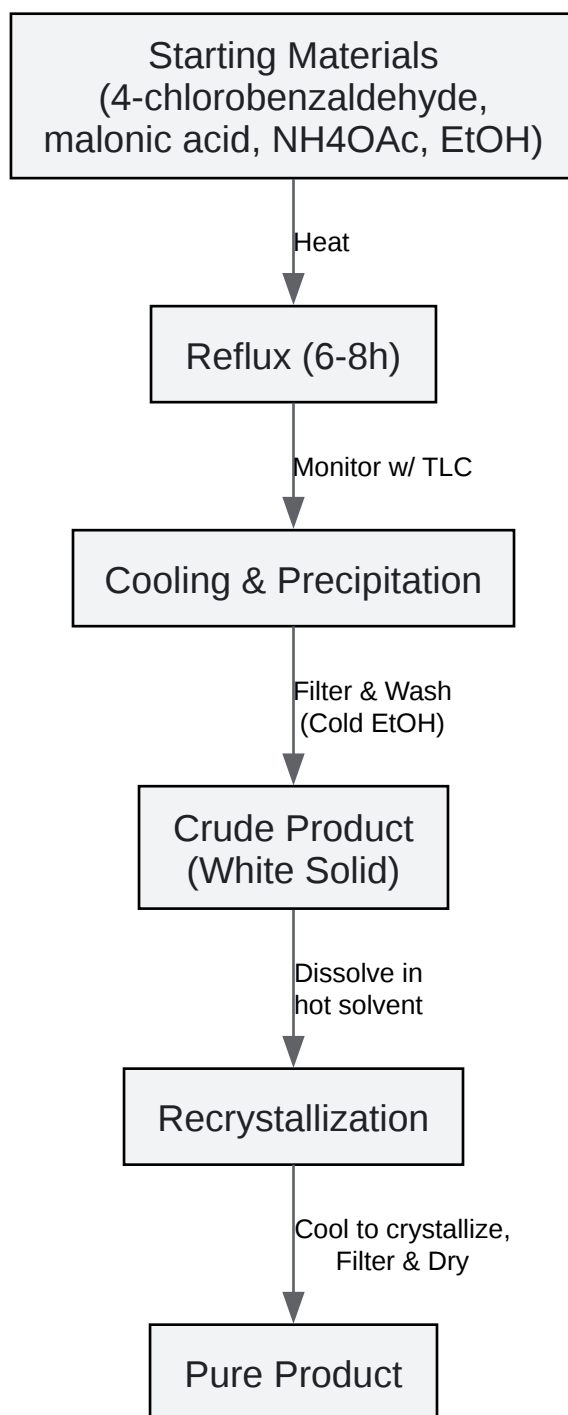 Starting Materials
(4-chlorobenzaldehyde,
malonic acid, NH4OAc, EtOH)
Heat
Reflux (6-8h)
Monitor w/ TLC
Cooling & Precipitation
Filter & Wash
(Cold EtOH)
Crude Product
(White Solid)
Dissolve in
hot solvent
Recrystallization
Cool to crystallize,
Filter & Dry
Pure Product